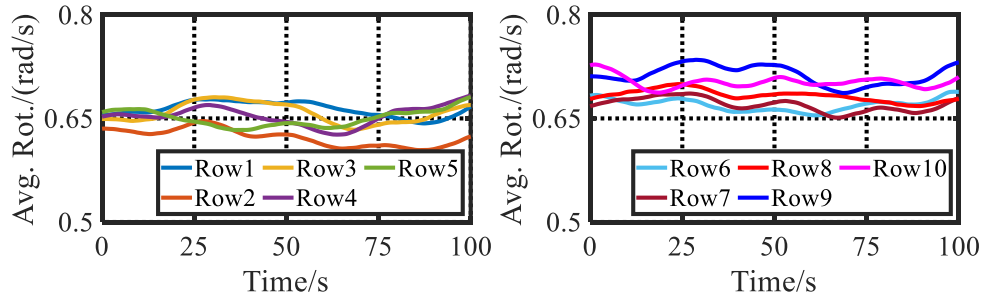 Avg. Rot./(rad/s)
0.8
0.65
0.5
Row1 Row3 Row5
Row2 Row4
0 25 50 75 100
Time/s
Avg. Rot./(rad/s)
0.8
0.65
0.5
Row6 Row8 Row10
Row7 Row9
0 25 50 75 100
Time/s